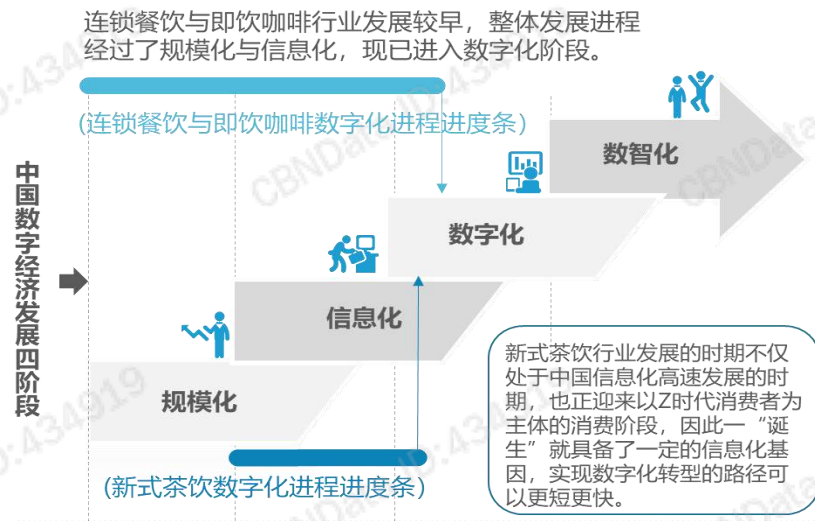 连锁餐饮与即饮咖啡行业发展较早，整体发展进程
经过了规模化与信息化，现已进入数字化阶段。
(连锁餐饮与即饮咖啡数字化进程进度条)
中国数字经济发展四阶段
数智化
数字化
信息化
规模化
(新式茶饮数字化进程进度条)
新式茶饮行业发展的时期不仅
处于中国信息化高速发展的时
期，也正迎来以Z时代消费者为
主体的消费阶段，因此一“诞
生”就具备了一定的信息化基
因，实现数字化转型的路径可
以更短更快。
CBNData
ID:434919